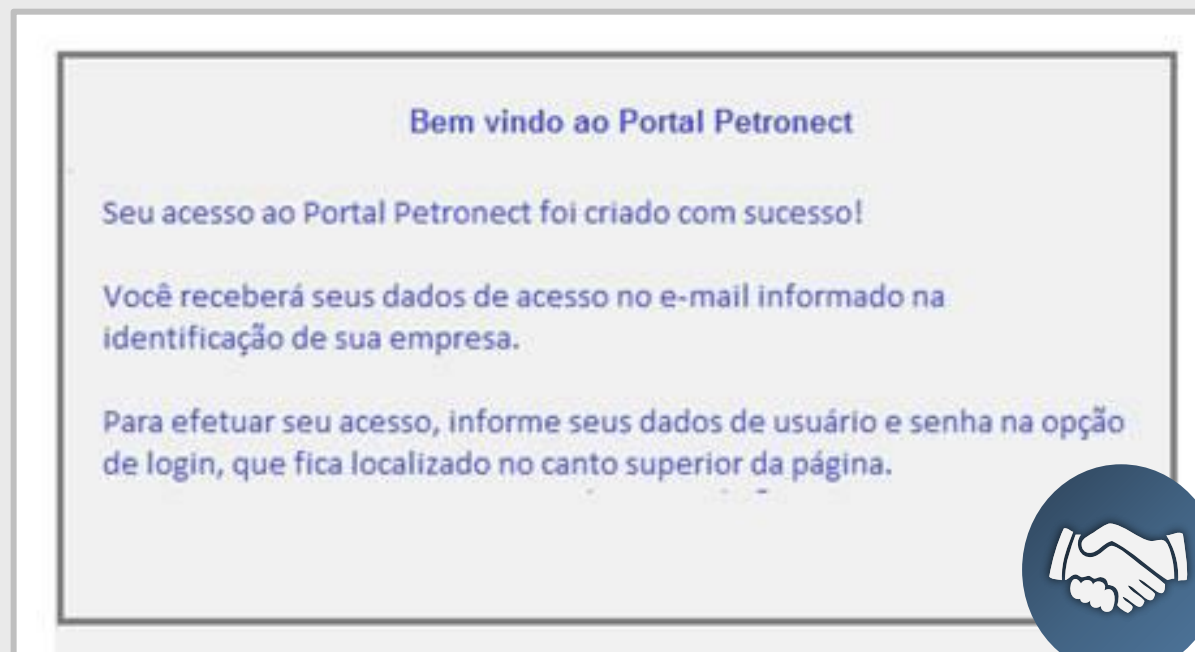 Bem vindo ao Portal Petronect
Seu acesso ao Portal Petronect foi criado com sucesso!
Você receberá seus dados de acesso no e-mail informado na
identificação de sua empresa.
Para efetuar seu acesso, informe seus dados de usuário e senha na opção
de login, que fica localizado no canto superior da página.